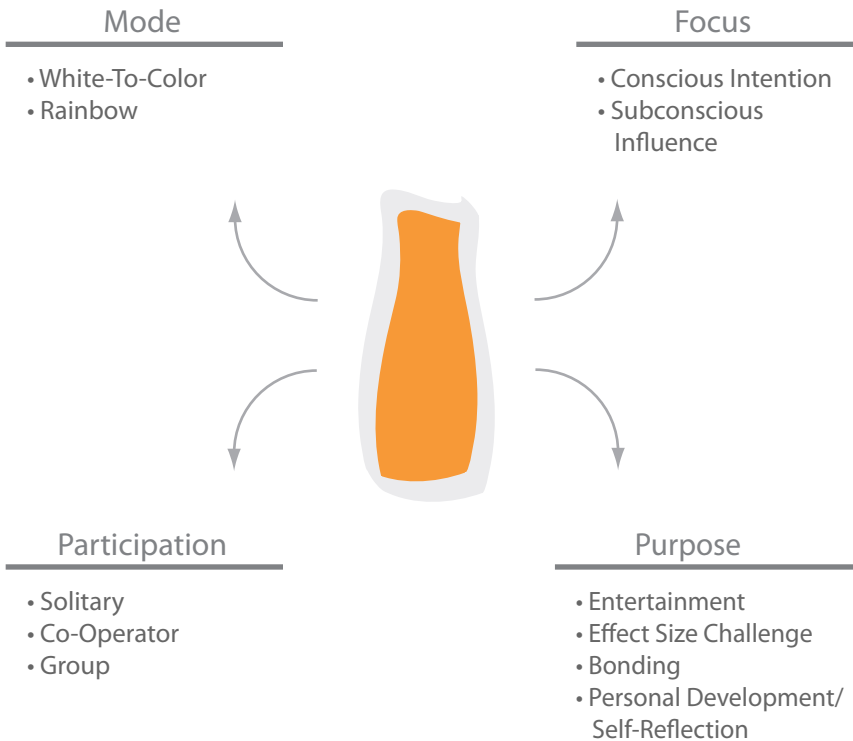 Mode
• White-To-Color
• Rainbow
Focus
• Conscious Intention
• Subsconscious
Influence
Participation
• Solitary
• Co-Operator
• Group
Purpose
• Entertainment
• Effect Size Challenge
• Bonding
• Personal Development/
Self-Reflection